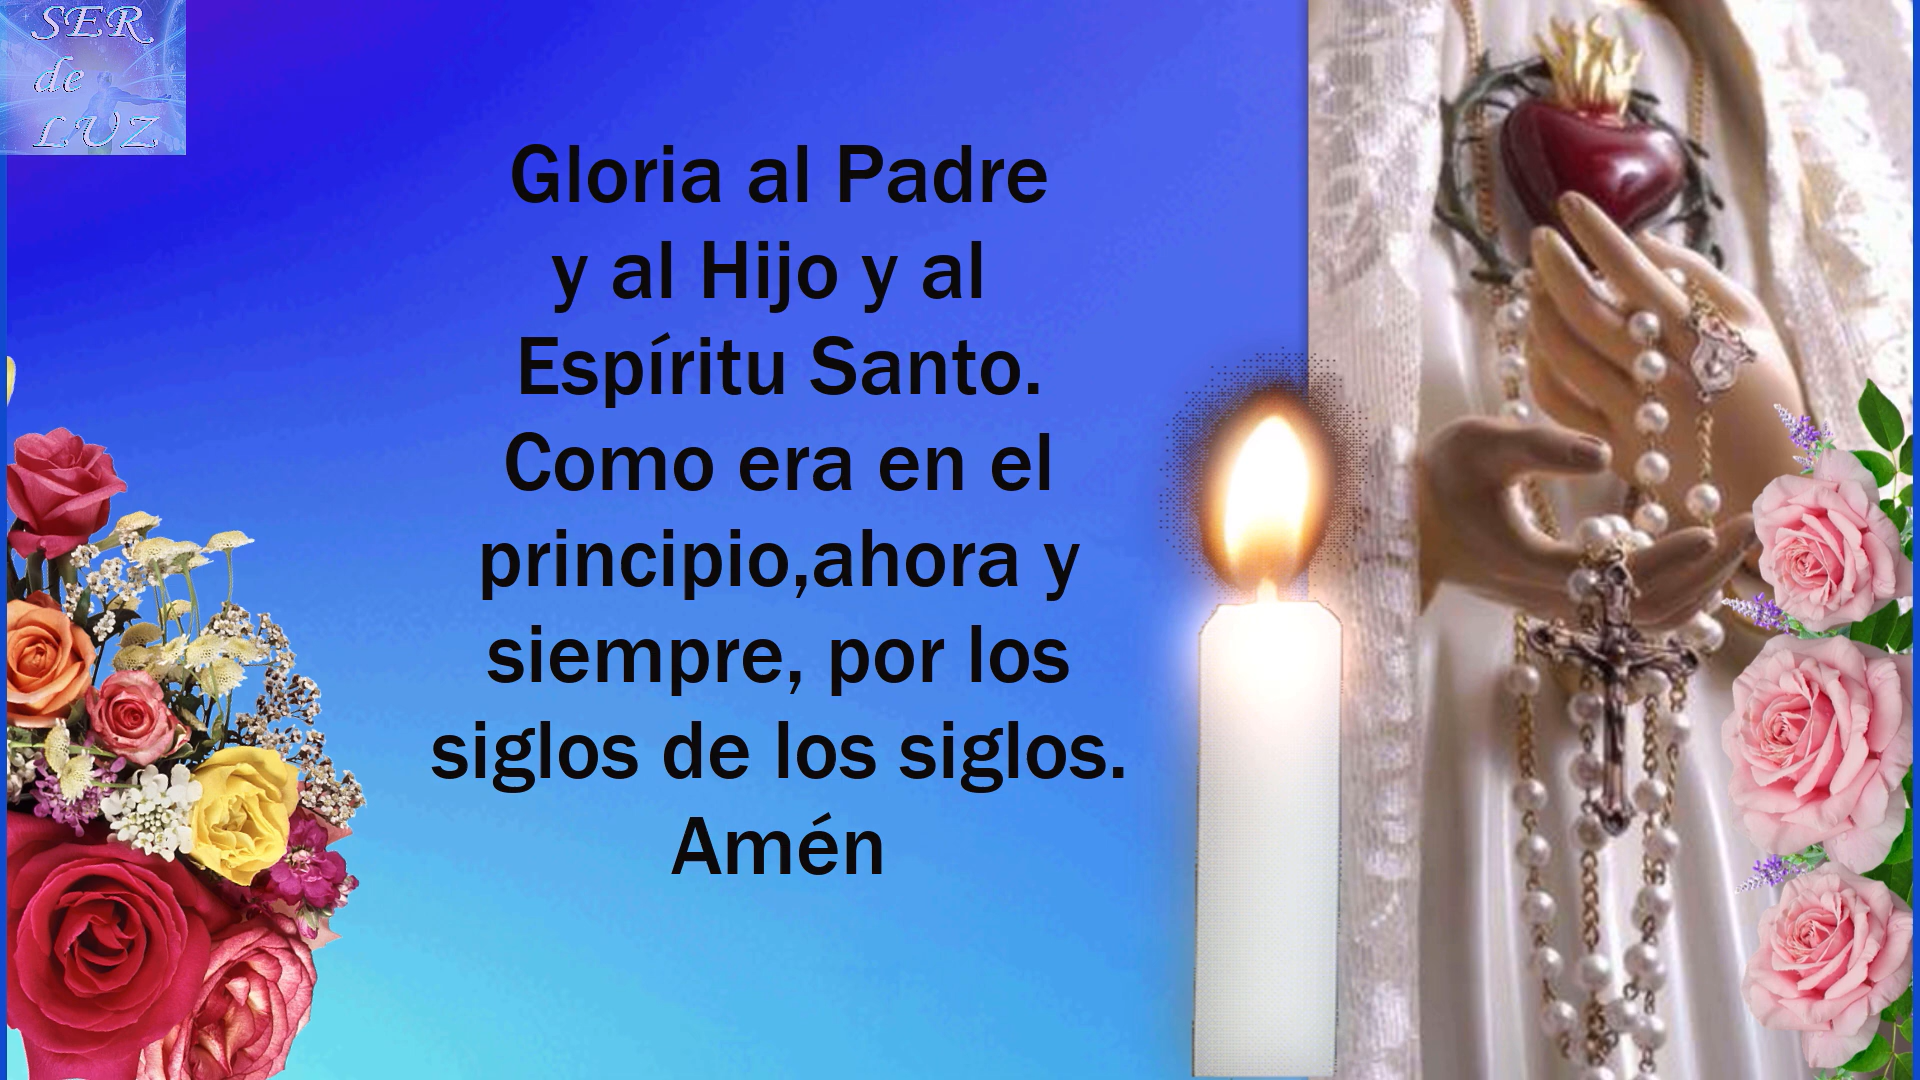 SER
de
LUZ
Gloria al Padre
y al Hijo y al
Espíritu Santo.
Como era en el
principio,ahora y
siempre, por los
siglos de los siglos.
Amén